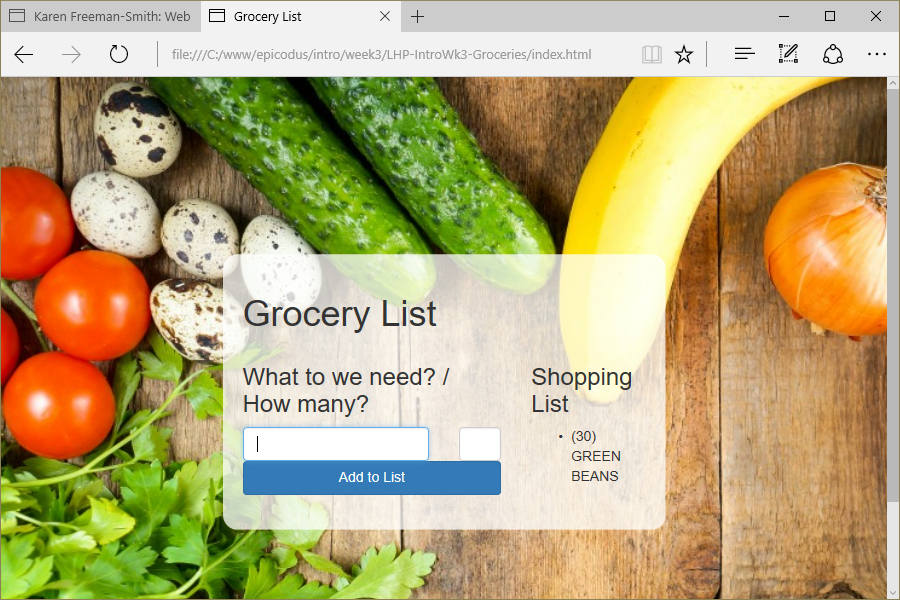 Karen Freeman-Smith: Web
Grocery List
file:///C:/www/epicodus/intro/week3/LHP-IntroWk3-Groceries/index.html
Grocery List
What to we need? /
How many?
Add to List
Shopping
List
• (30)
GREEN
BEANS